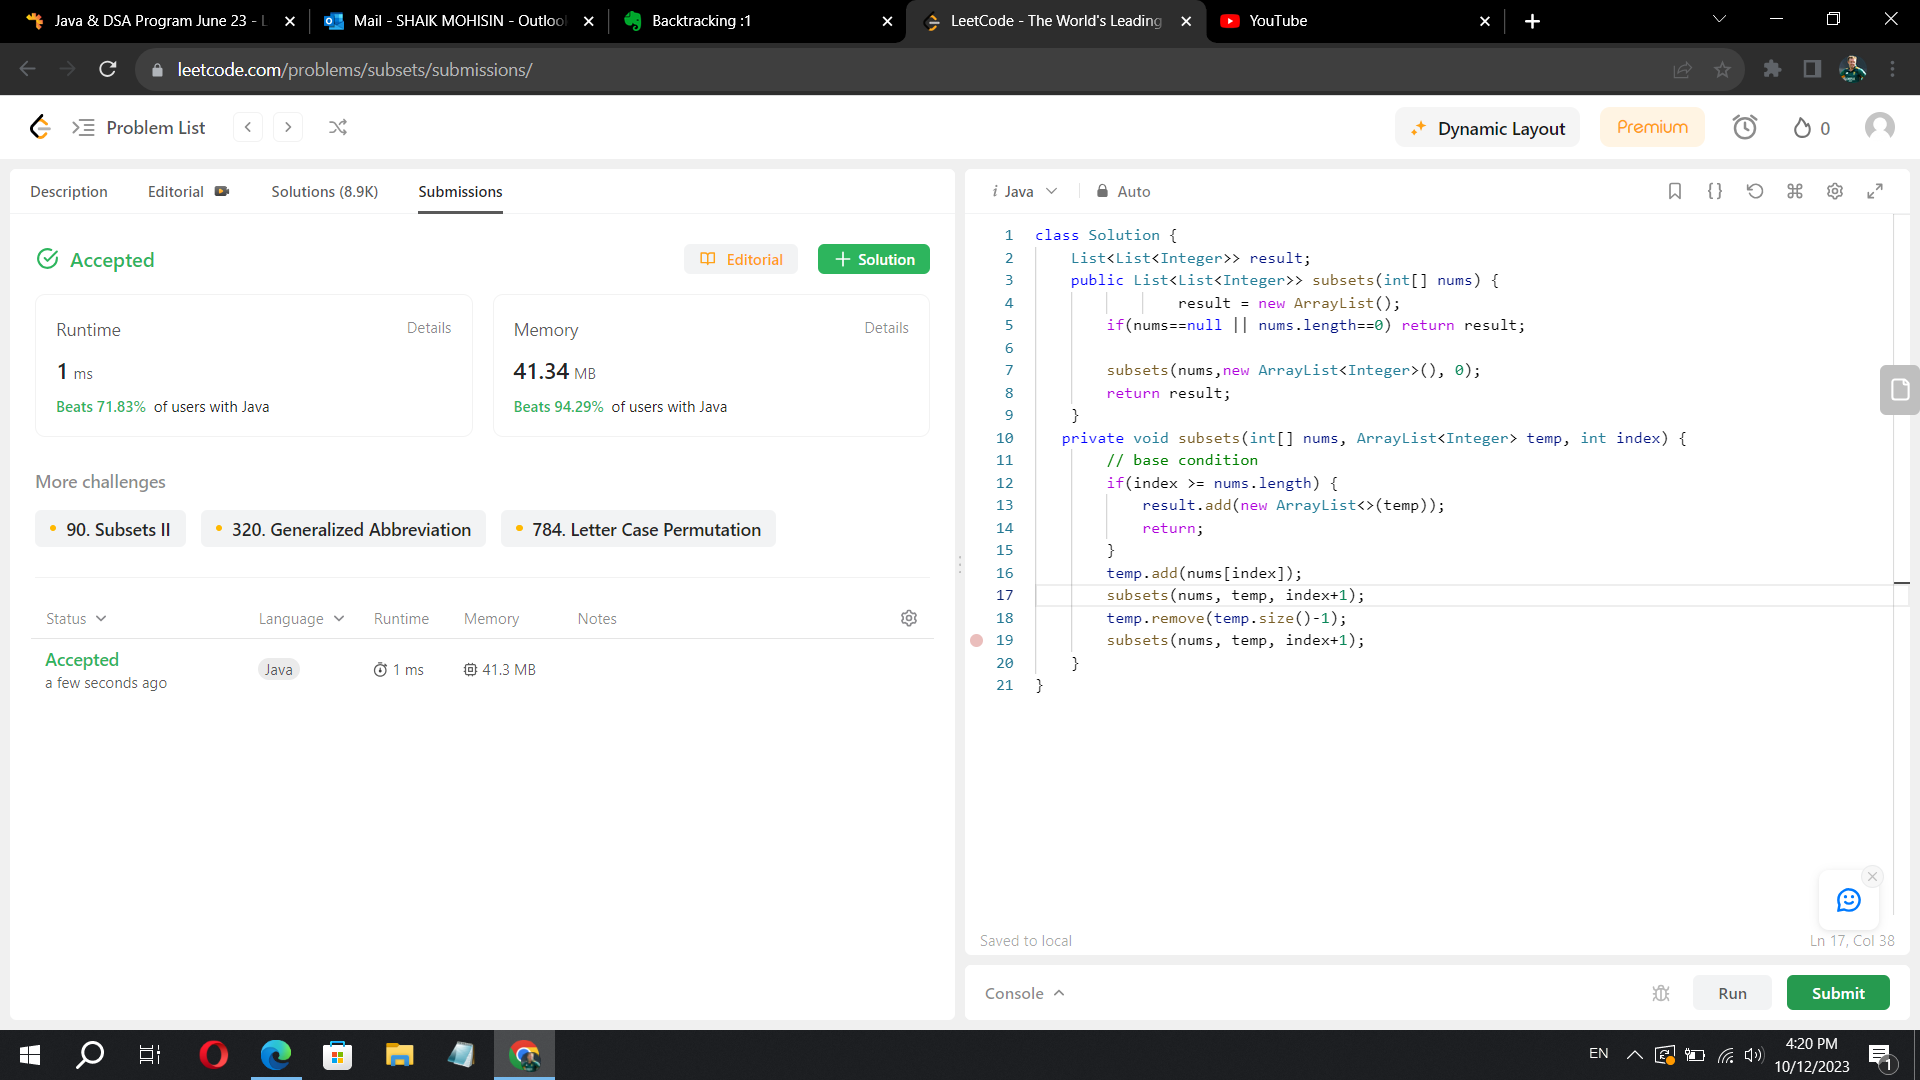 Java & DSA Program June 23 - L
Mail - SHAIK MOHISIN - Outloo
Backtracking :1
LeetCode - The World's Leading
YouTube
leetcode.com/problems/subsets/submissions/
Problem List
Dynamic Layout
Premium
0
Description
Editorial
Solutions (8.9K)
Submissions
Accepted
Editorial
Solution
Runtime
Details
1 ms
Beats 71.83% of users with Java
Memory
Details
41.34 MB
Beats 94.29% of users with Java
More challenges
90. Subsets II
320. Generalized Abbreviation
784. Letter Case Permutation
Status
Language
Runtime
Memory
Notes
Accepted
a few seconds ago
Java
1 ms
41.3 MB
i Java
Auto
1 class Solution {
2 List<List<Integer>> result;
3 public List<List<Integer>> subsets(int[] nums) {
4 result = new ArrayList();
5 if(nums==null || nums.length==0) return result;
6
7 subsets(nums,new ArrayList<Integer>(), 0);
8 return result;
9 }
10 private void subsets(int[] nums, ArrayList<Integer> temp, int index) {
11 // base condition
12 if(index >= nums.length) {
13 result.add(new ArrayList<>(temp));
14 return;
15 }
16 temp.add(nums[index]);
17 subsets(nums, temp, index+1);
18 temp.remove(temp.size()-1);
19 subsets(nums, temp, index+1);
20 }
21 }
Saved to local
Ln 17, Col 38
Console
Run
Submit
EN
4:20 PM
10/12/2023
1